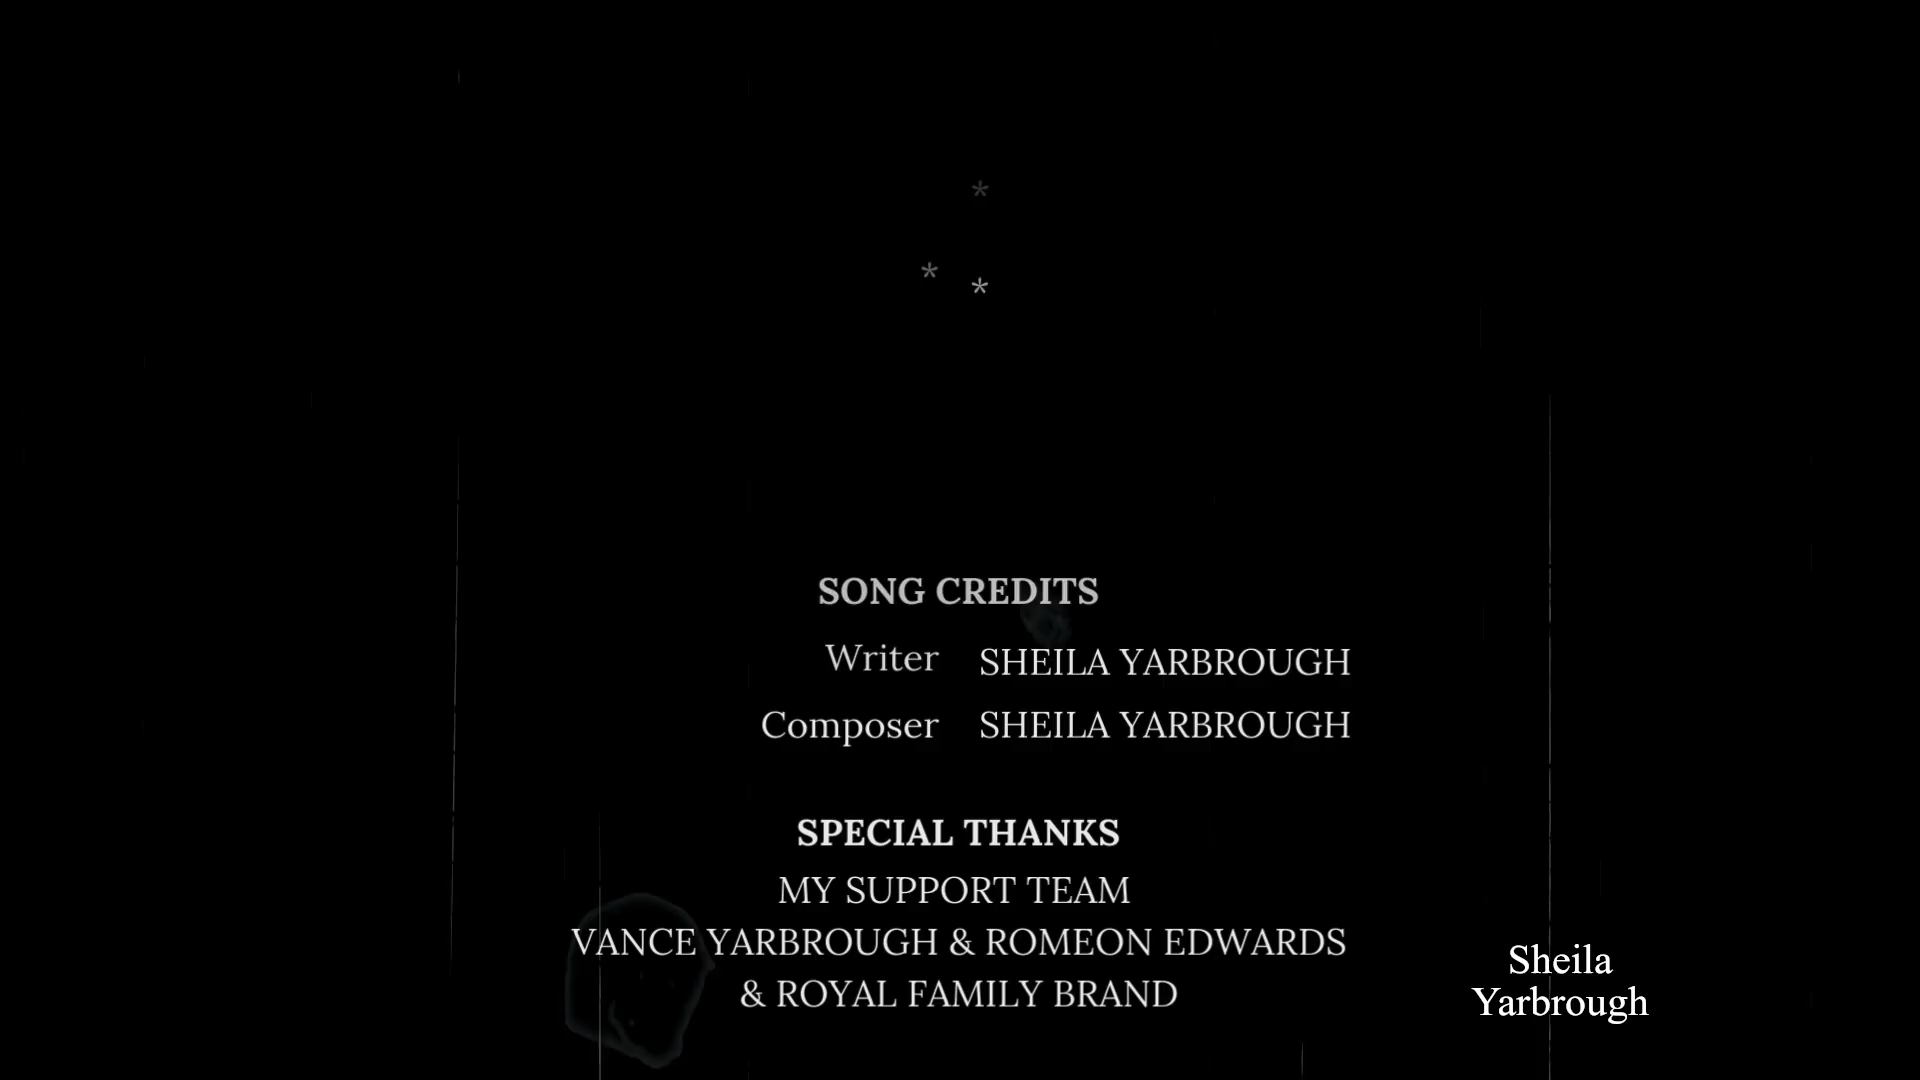 *
*
*
SONG CREDITS
Writer SHEILA YARBROUGH
Composer SHEILA YARBROUGH
SPECIAL THANKS
MY SUPPORT TEAM
VANCE YARBROUGH & ROMEON EDWARDS
& ROYAL FAMILY BRAND
Sheila
Yarbrough